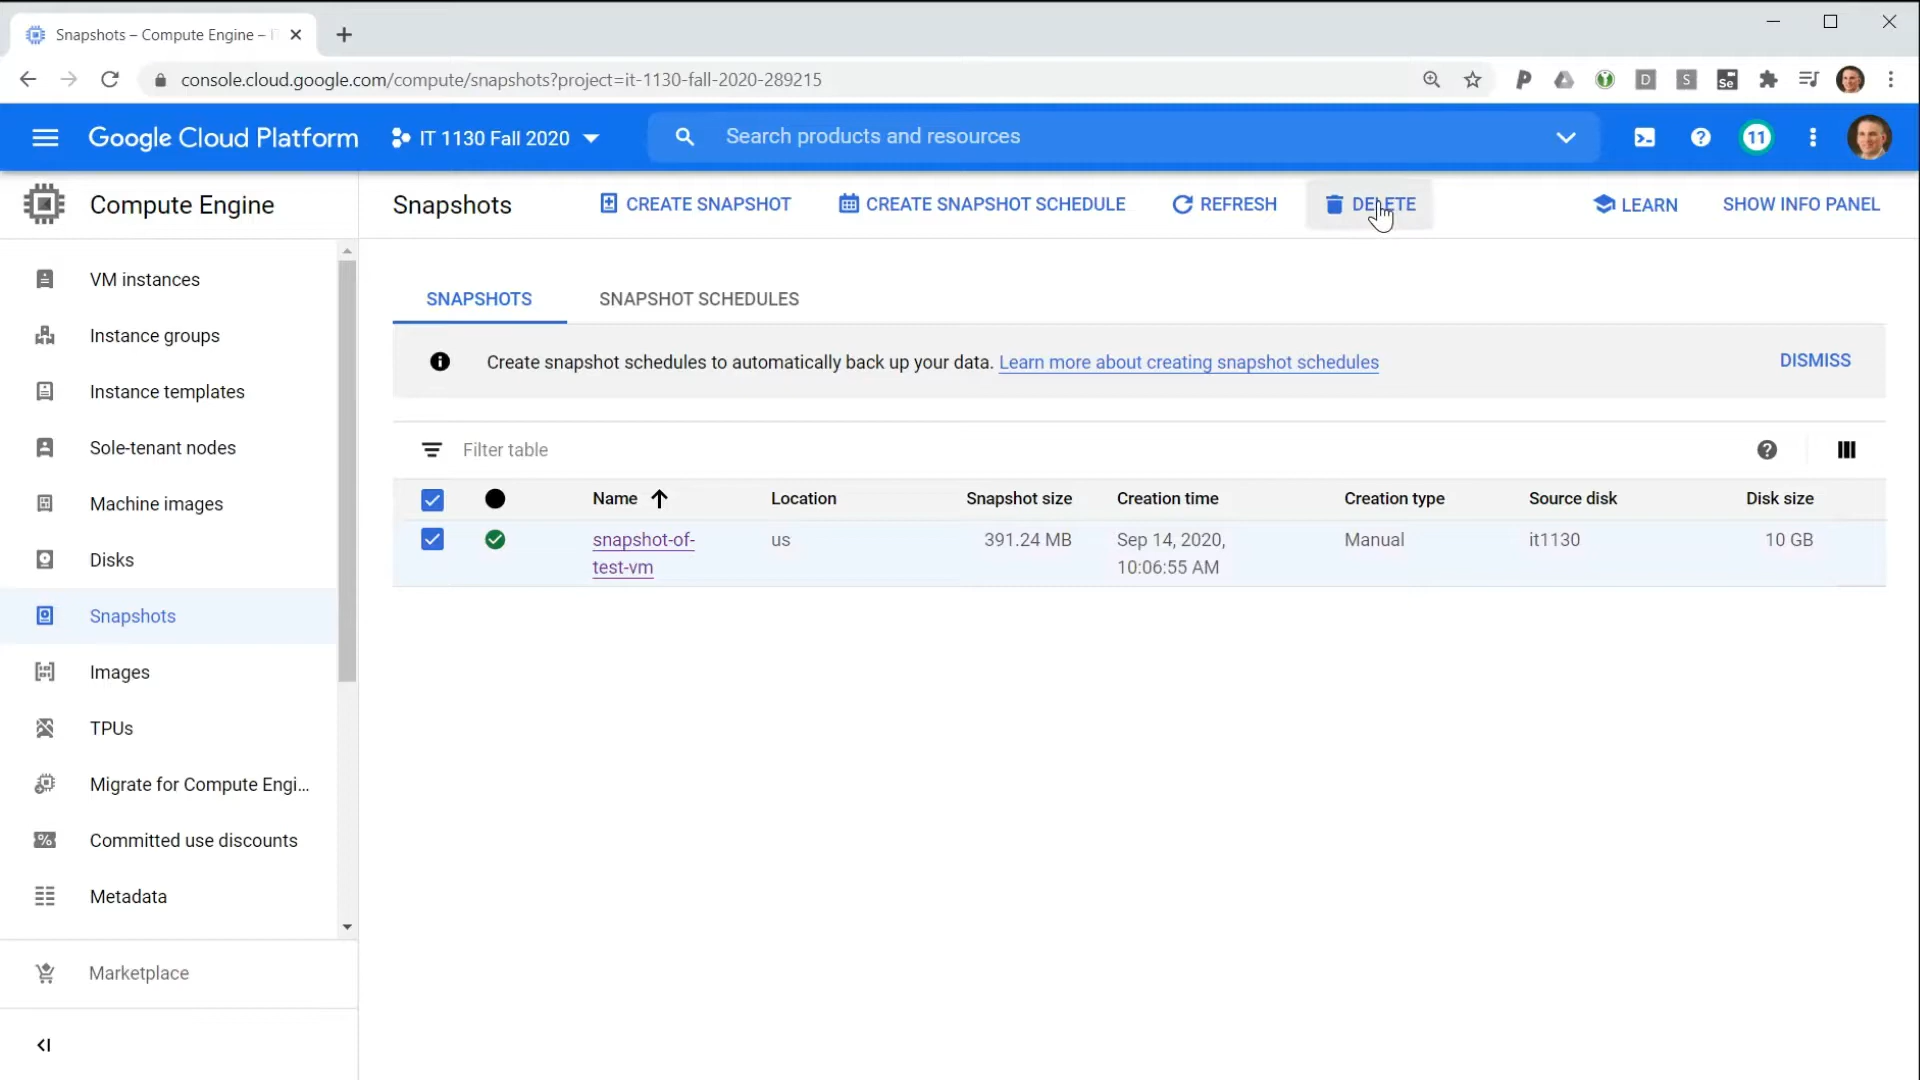 Snapshots – Compute Engine –
console.cloud.google.com/compute/snapshots?project=it-1130-fall-2020-289215
P
D
S
Se
Google Cloud Platform
IT 1130 Fall 2020
Search products and resources
11
Compute Engine
Snapshots
CREATE SNAPSHOT
CREATE SNAPSHOT SCHEDULE
REFRESH
DELETE
LEARN
SHOW INFO PANEL
VM instances
Instance groups
Instance templates
Sole-tenant nodes
Machine images
Disks
Snapshots
Images
TPUs
Migrate for Compute Engi...
Committed use discounts
Metadata
Marketplace
SNAPSHOTS
SNAPSHOT SCHEDULES
Create snapshot schedules to automatically back up your data. Learn more about creating snapshot schedules
DISMISS
Filter table
Name
Location
Snapshot size
Creation time
Creation type
Source disk
Disk size
snapshot-of-
test-vm
us
391.24 MB
Sep 14, 2020,
10:06:55 AM
Manual
it1130
10 GB